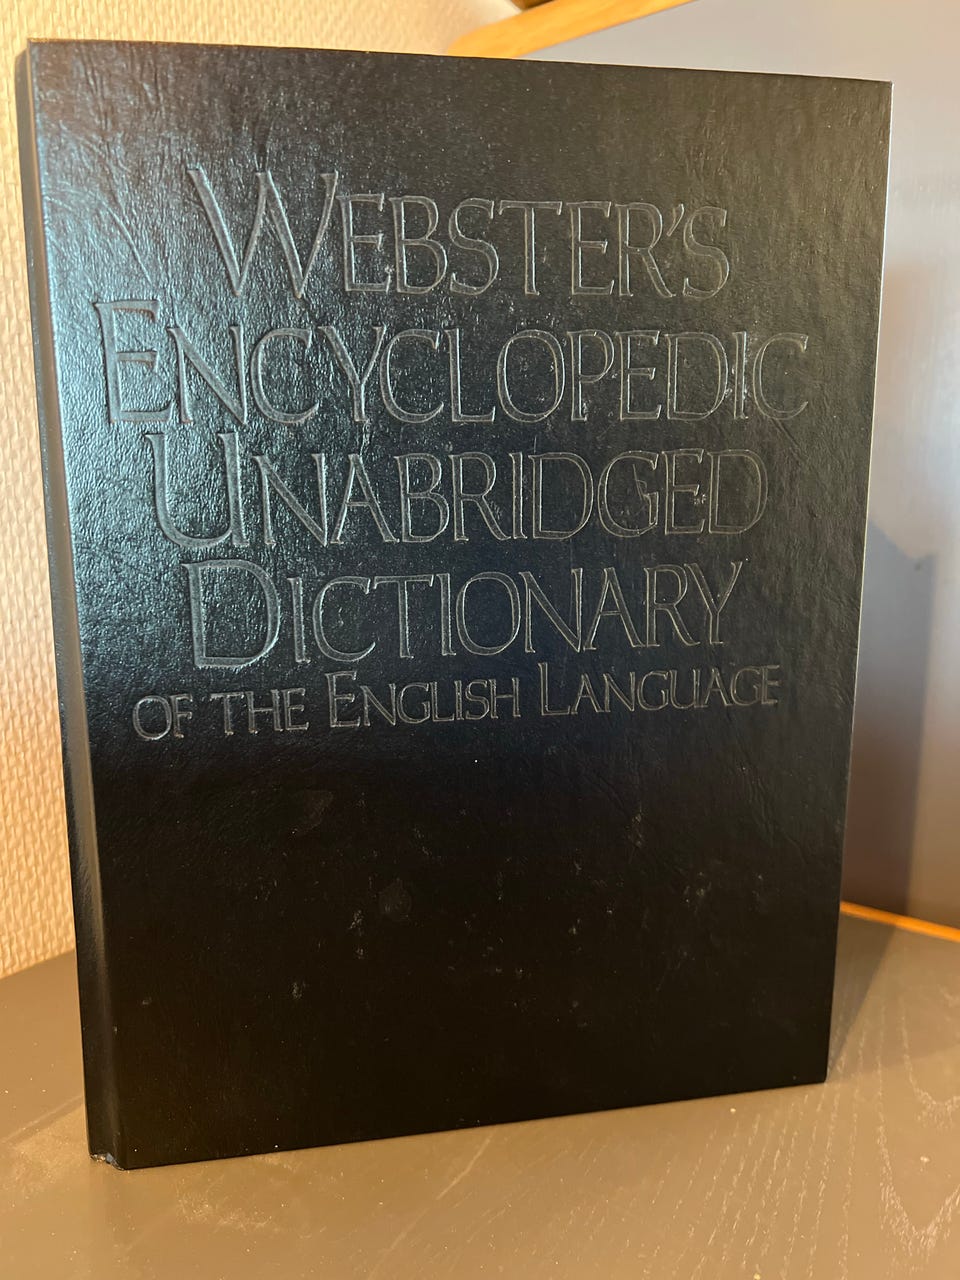 WEBSTER'S
ENCYCLOPEDIC
UNABRIDGED
DICTIONARY
OF THE ENGLISH LANGUAGE